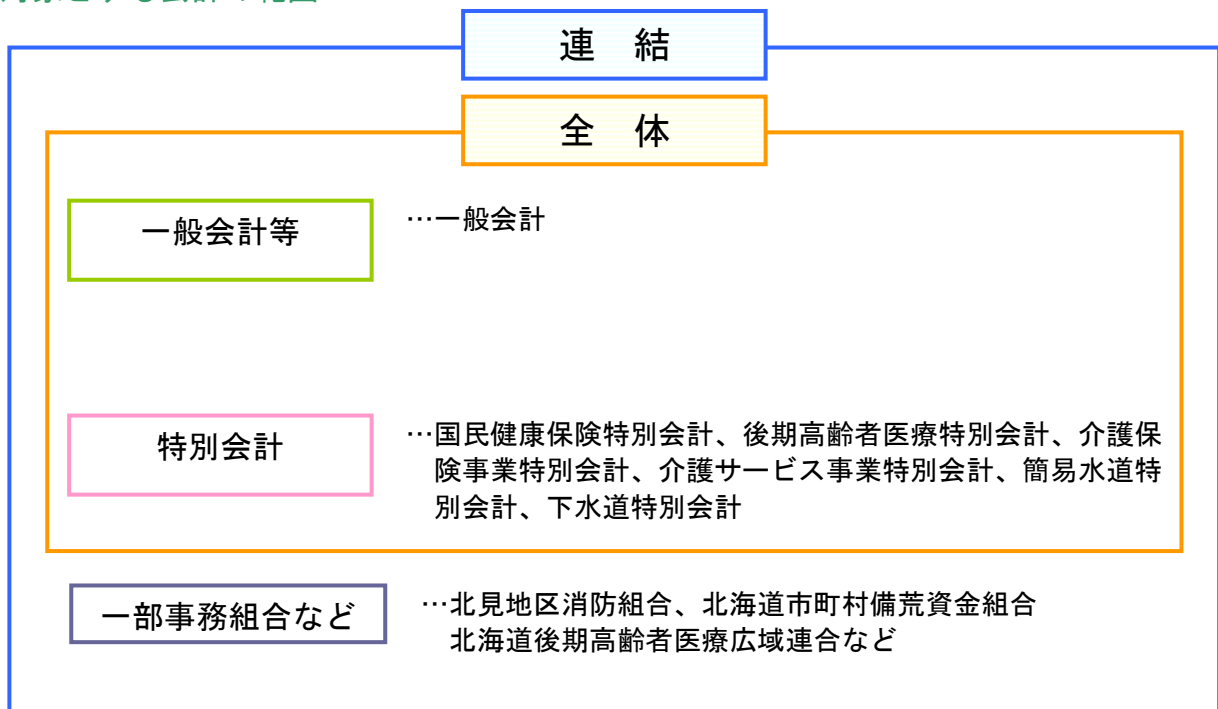 連 結
全 体
一般会計等
…一般会計
特別会計
…国民健康保険特別会計、後期高齢者医療特別会計、介護保
険事業特別会計、介護サービス事業特別会計、簡易水道特
別会計、下水道特別会計
一部事務組合など
…北見地区消防組合、北海道市町村備荒資金組合
北海道後期高齢者医療広域連合など